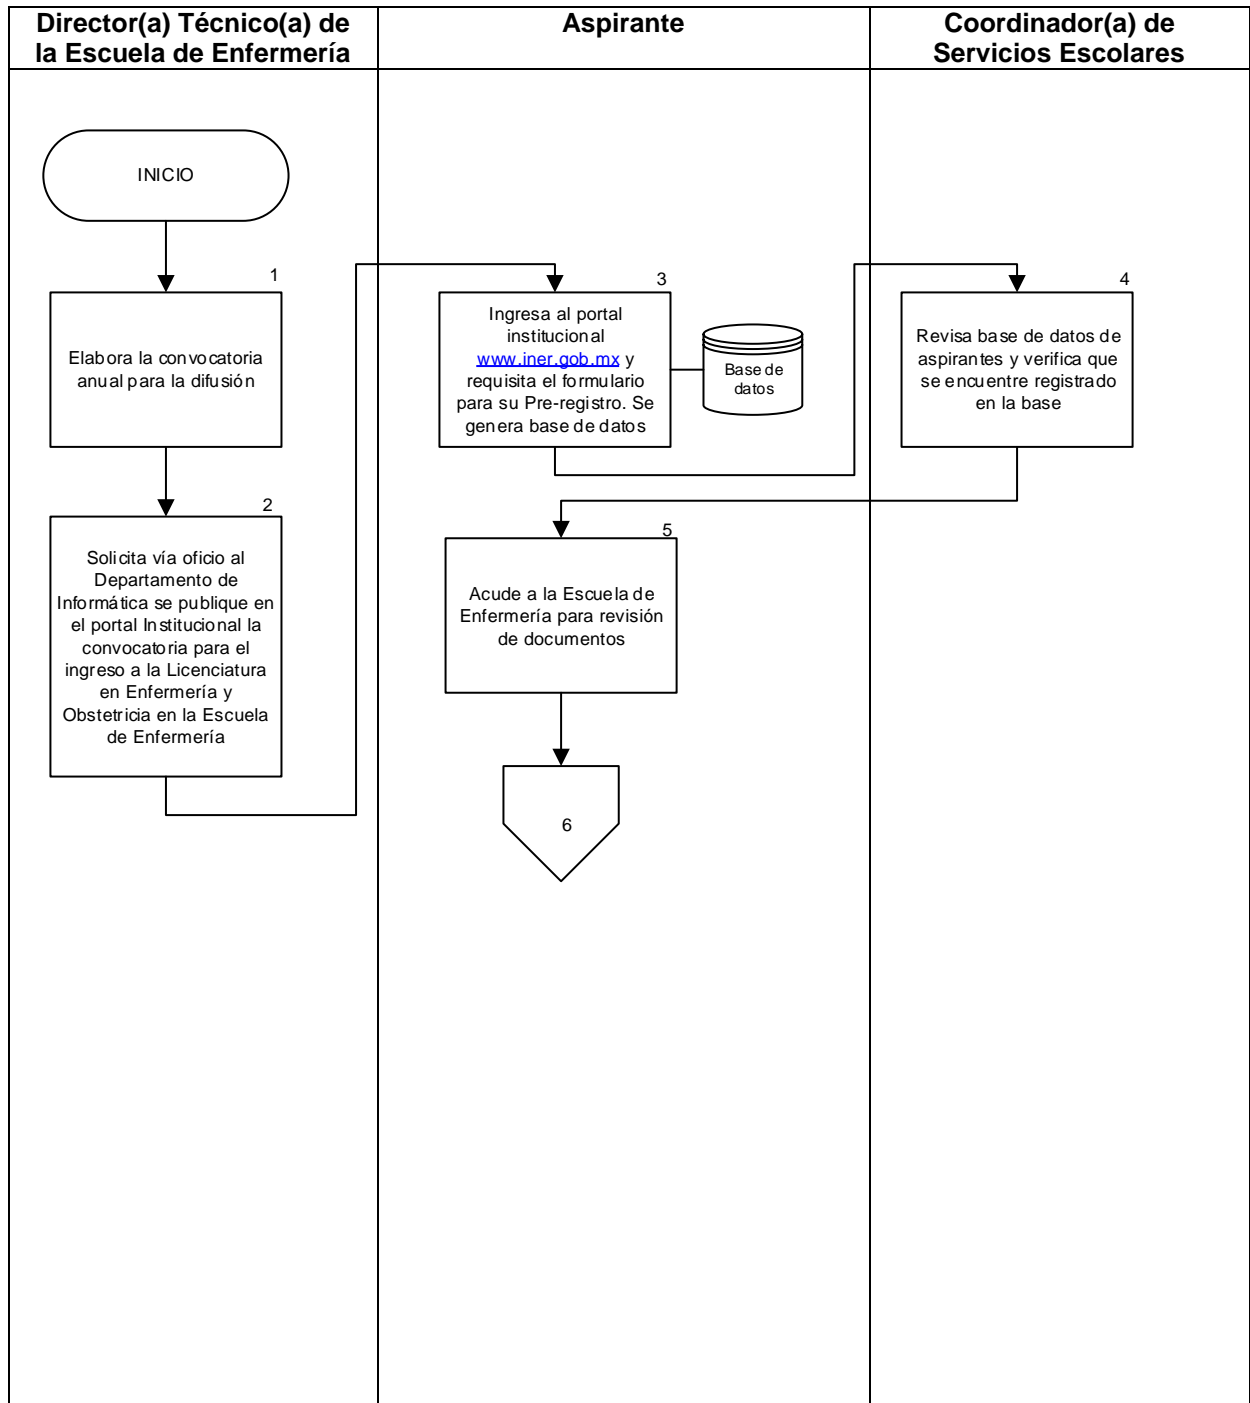 Director(a) Técnico(a) de
la Escuela de Enfermería
Aspirante
Coordinador(a) de
Servicios Escolares
INICIO
1
Elabora la convocatoria
anual para la difusión
2
Solicita vía oficio al
Departamento de
Informática se publique en
el portal Institucional la
convocatoria para el
ingreso a la Licenciatura
en Enfermería y
Obstetricia en la Escuela
de Enfermería
3
Ingresa al portal
institucional
www.iner.gob.mx y
requisita el formulario
para su Pre-registro. Se
genera base de datos
Base de
datos
4
Revisa base de datos de
aspirantes y verifica que
se encuentre registrado
en la base
5
Acude a la Escuela de
Enfermería para revisión
de documentos
6